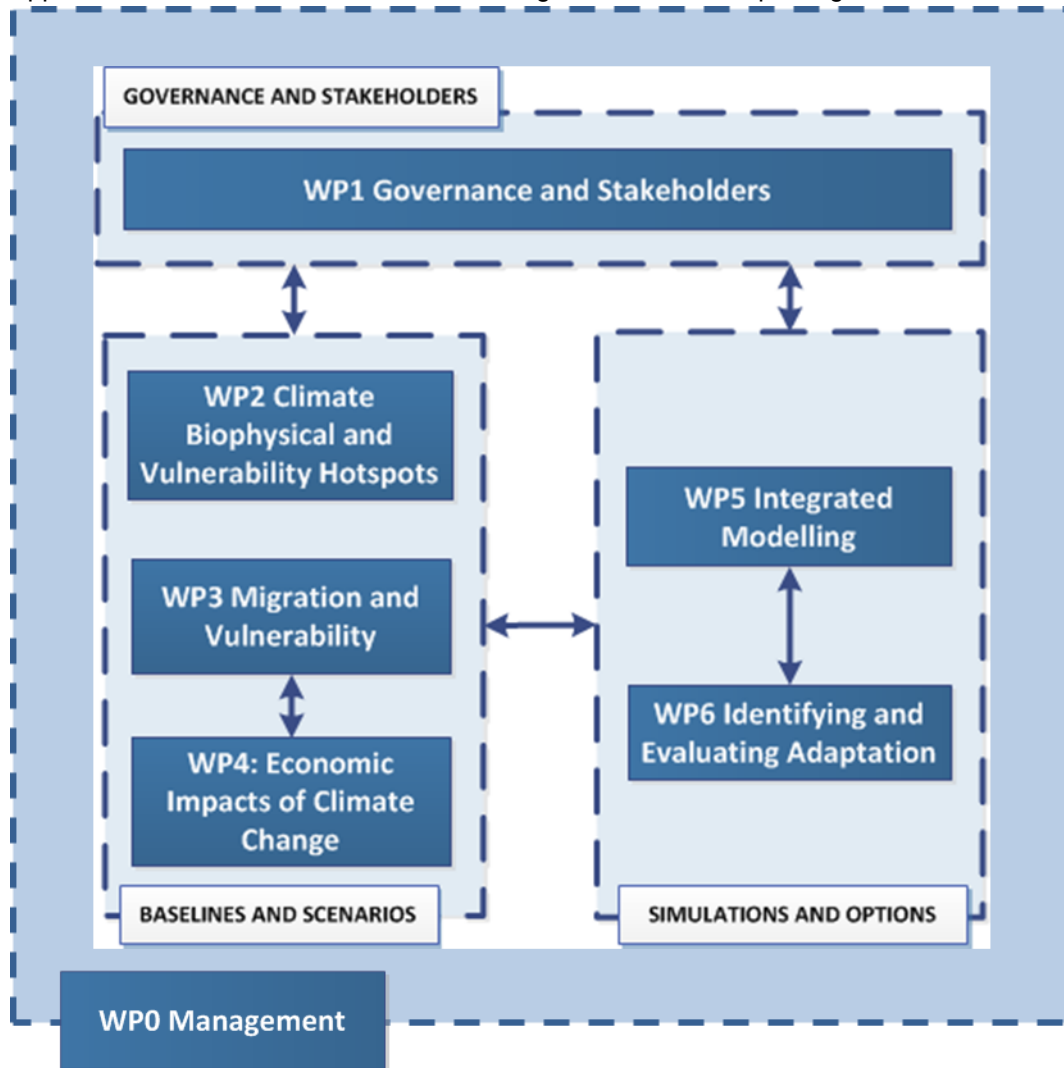 GOVERNANCE AND STAKEHOLDERS
WP1 Governance and Stakeholders
WP2 Climate
Biophysical and
Vulnerability Hotspots
WP3 Migration and
Vulnerability
WP4: Economic
Impacts of Climate
Change
BASELINES AND SCENARIOS
WP5 Integrated
Modelling
WP6 Identifying and
Evaluating Adaptation
SIMULATIONS AND OPTIONS
WP0 Management